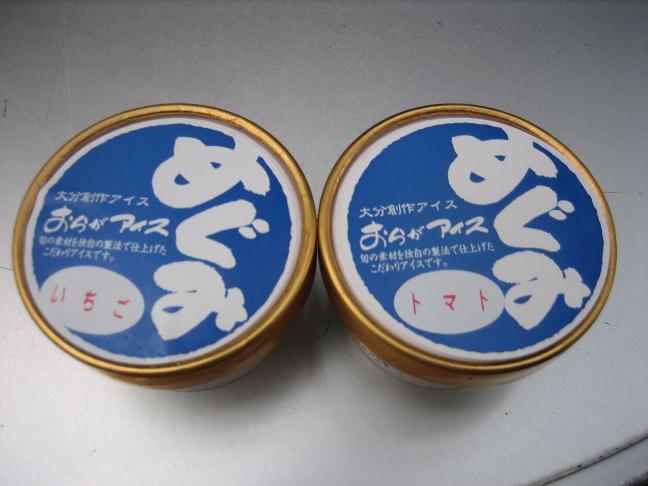 めぐみ
大分創作アイス
おらがアイス
旬の素材を独自の製法で仕上げた
こだわりアイスです。
いちご
めぐみ
大分創作アイス
おらがアイス
旬の素材を独自の製法で仕上げた
こだわりアイスです。
トマト